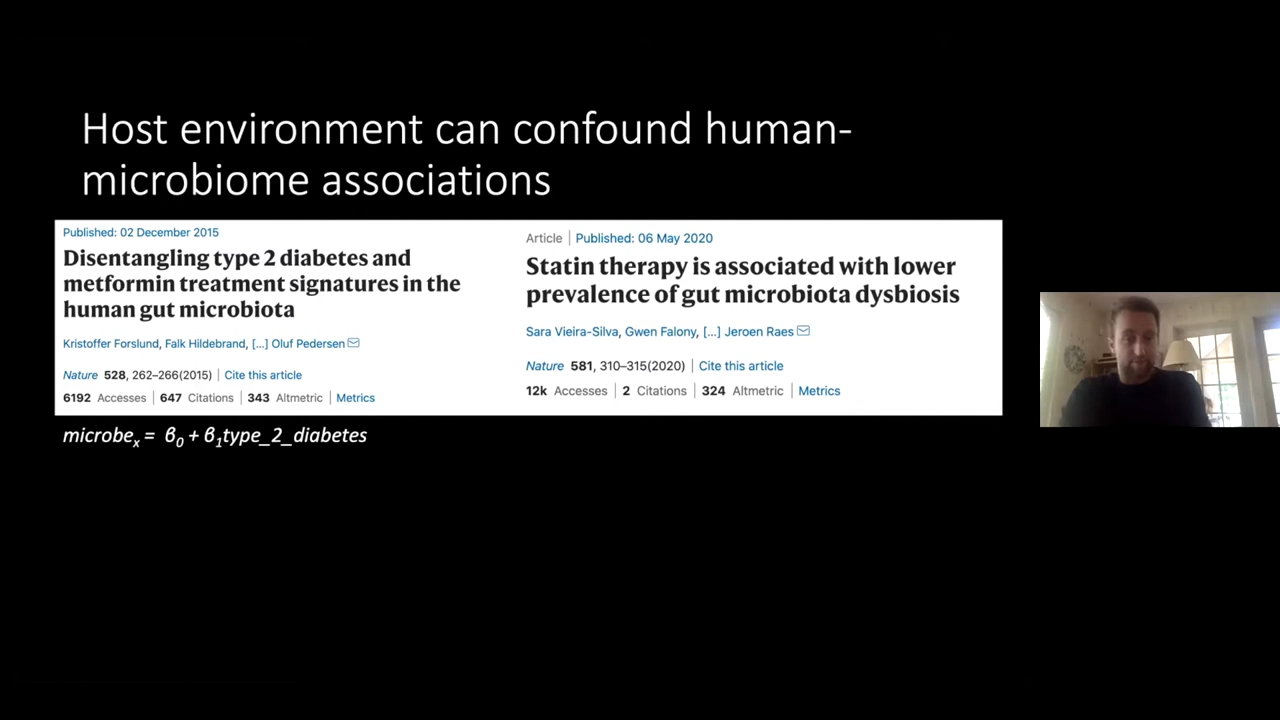 Host environment can confound human-
microbiome associations
Published: 02 December 2015
Disentangling type 2 diabetes and
metformin treatment signatures in the
human gut microbiota
Kristoffer Forslund, Falk Hildebrand, [...] Oluf Pedersen
Nature 528, 262–266(2015) | Cite this article
6192 Accesses | 647 Citations | 343 Altmetric | Metrics
Article | Published: 06 May 2020
Statin therapy is associated with lower
prevalence of gut microbiota dysbiosis
Sara Vieira-Silva, Gwen Falony, [...] Jeroen Raes
Nature 581, 310–315(2020) | Cite this article
12k Accesses | 2 Citations | 324 Altmetric | Metrics
microbeₓ = β₀ + β₁type_2_diabetes